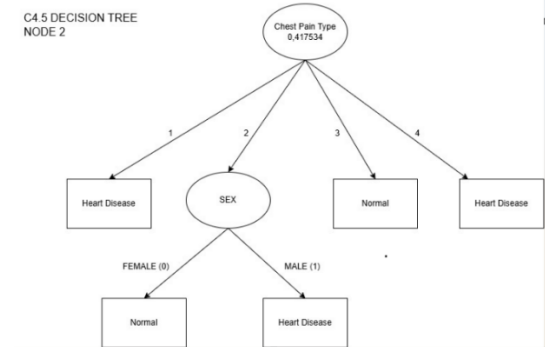 C4.5 DECISION TREE
NODE 2
Chest Pain Type
0,417534
1
2
3
4
Heart Disease
SEX
Normal
Heart Disease
FEMALE (0)
MALE (1)
Normal
Heart Disease